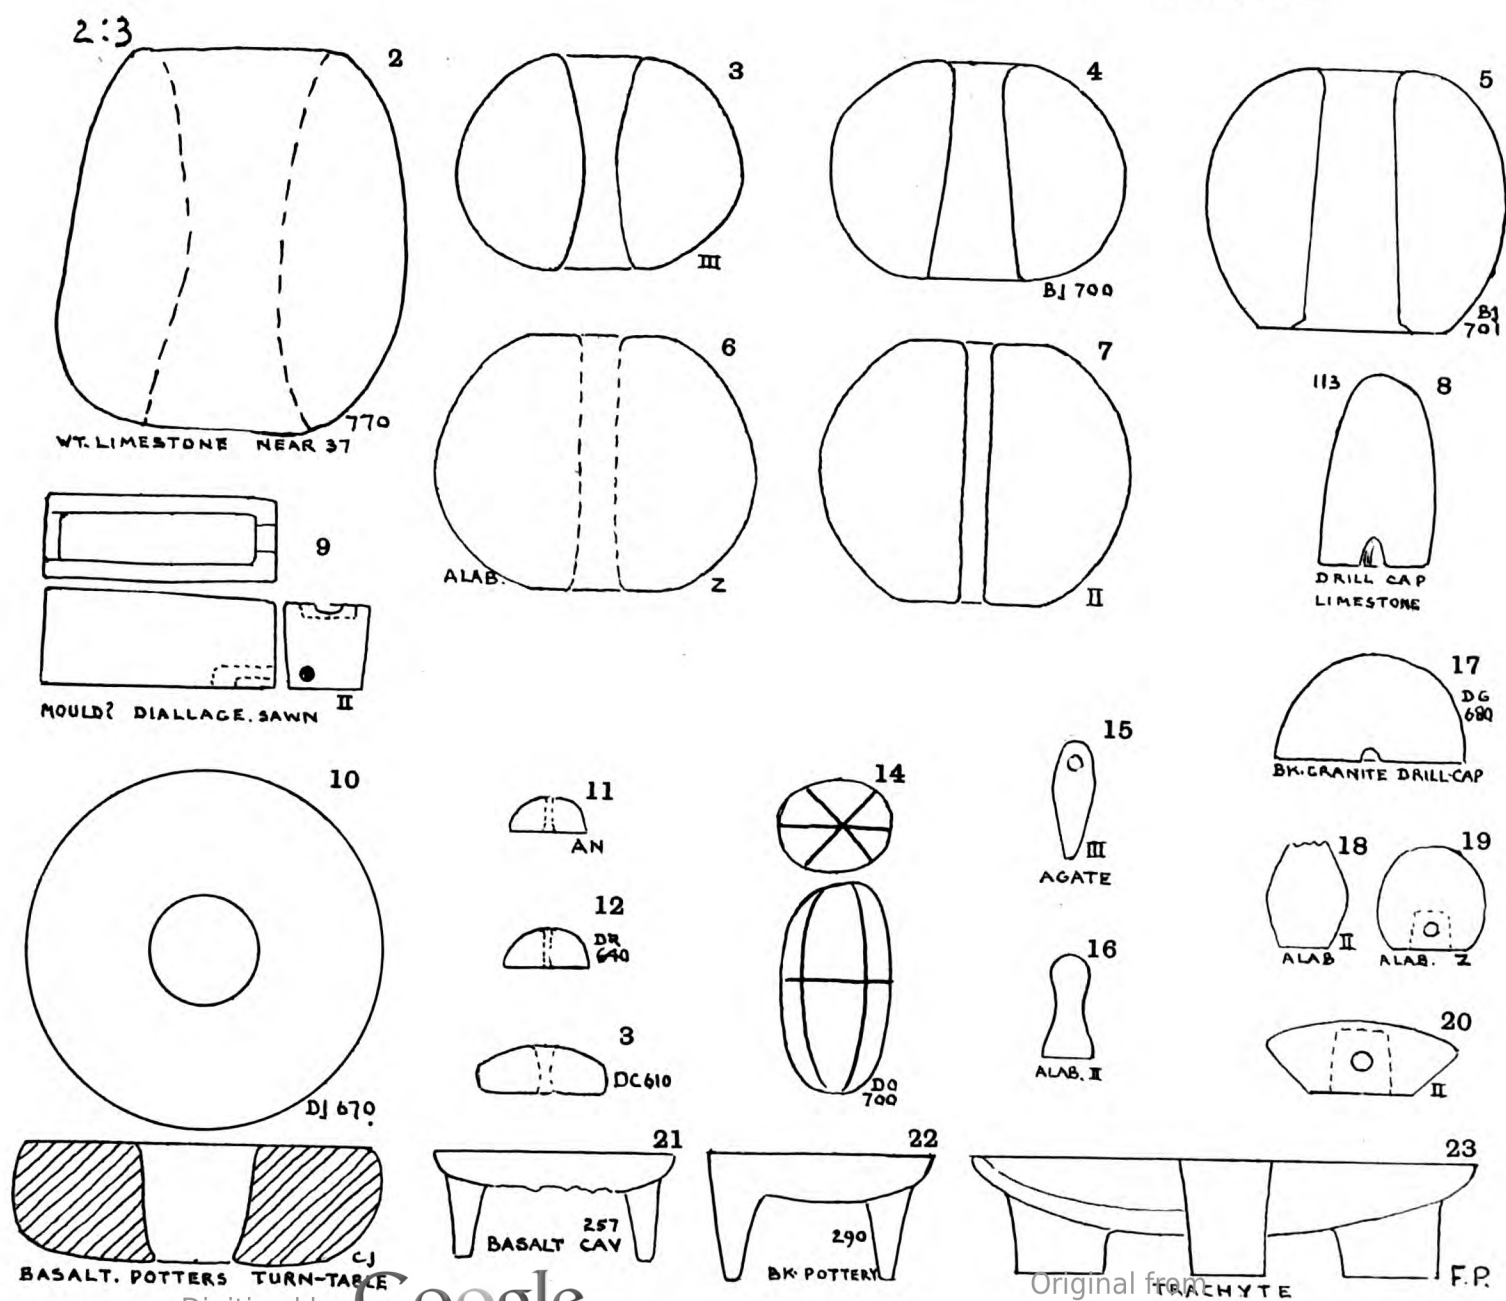 2:3
2
770
WT. LIMESTONE NEAR 37
3
III
4
BJ 700
5
BJ
701
6
ALAB. Z
7
II
113 8
DRILL CAP
LIMESTONE
9
II
MOULD? DIALLAGE. SAWN
10
DJ 670
CJ
BASALT. POTTERS TURN-TABLE
11
AN
12
DR
640
3
DC 610
14
DO
700
15
III
AGATE
16
ALAB. II
17
DG
680
BK. GRANITE DRILL-CAP
18
II
ALAB
19
ALAB. Z
20
II
21
257
BASALT CAV
22
290
BK. POTTERY
23
TRACHYTE
F.P.
Google
Original from